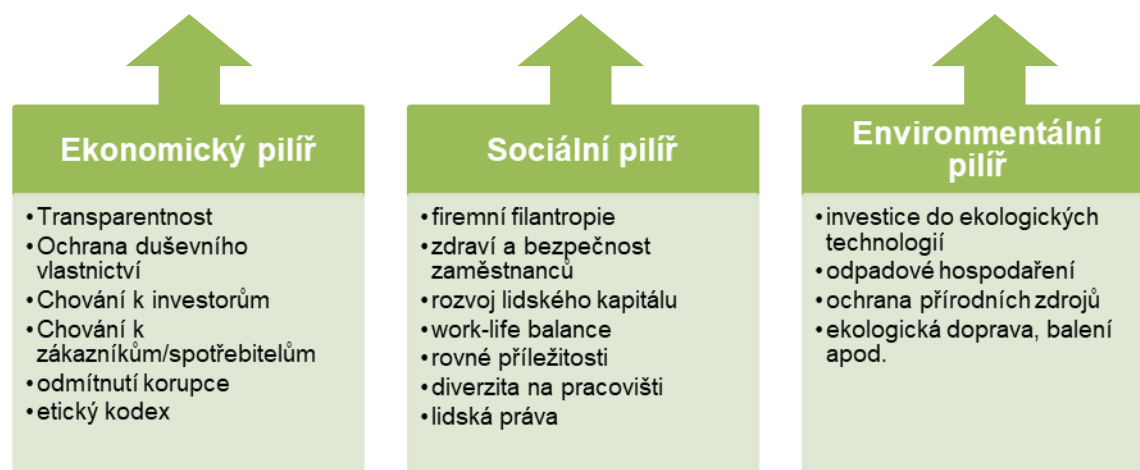 Ekonomický pilíř
•Transparentnost
•Ochrana duševního
vlastnictví
•Chování k investorům
•Chování k
zákazníkům/spotřebitelům
•odmítnutí korupce
•etický kodex
Sociální pilíř
•firemní filantropie
•zdraví a bezpečnost
zaměstnanců
•rozvoj lidského kapitálu
•work-life balance
•rovné příležitosti
•diverzita na pracovišti
•lidská práva
Environmentální
pilíř
•investice do ekologických
technologií
•odpadové hospodaření
•ochrana přírodních zdrojů
•ekologická doprava, balení
apod.